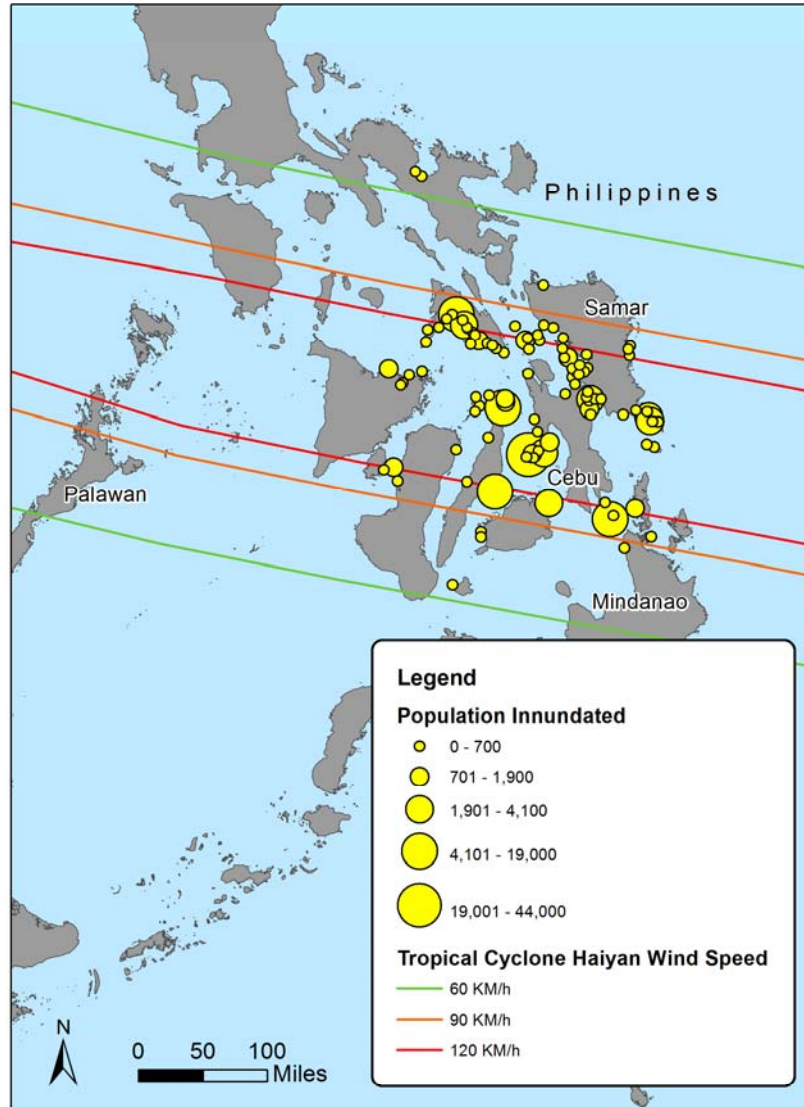 Philippines
Samar
Cebu
Palawan
Mindanao
Legend
Population Innundated
0 - 700
701 - 1,900
1,901 - 4,100
4,101 - 19,000
19,001 - 44,000
Tropical Cyclone Haiyan Wind Speed
60 KM/h
90 KM/h
120 KM/h
N
0 50 100
Miles